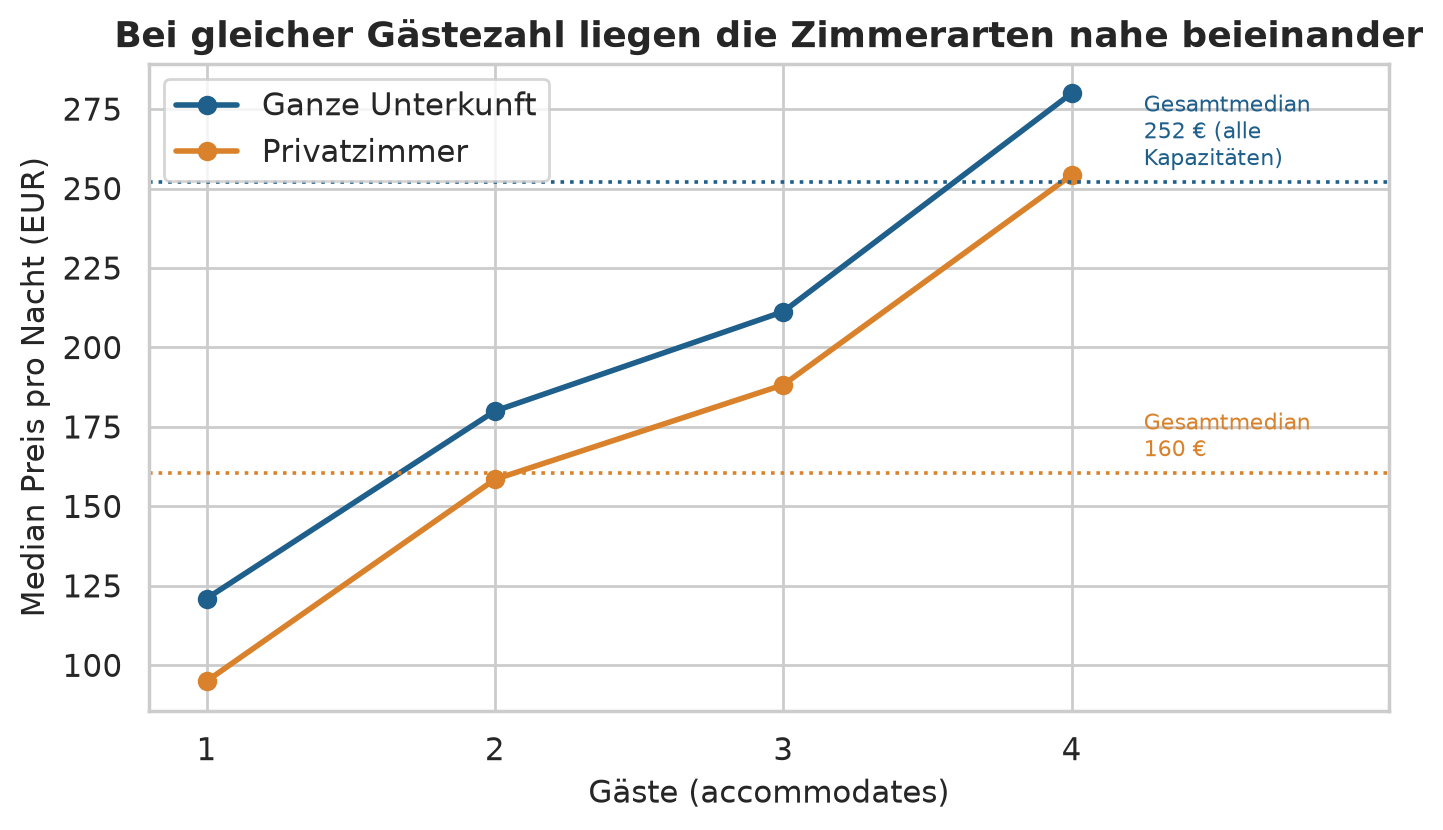 Bei gleicher Gästezahl liegen die Zimmerarten nahe beieinander
Ganze Unterkunft
Privatzimmer
Gesamtmedian
252 € (alle
Kapazitäten)
Gesamtmedian
160 €
Median Preis pro Nacht (EUR)
275
250
225
200
175
150
125
100
1
2
3
4
Gäste (accommodates)